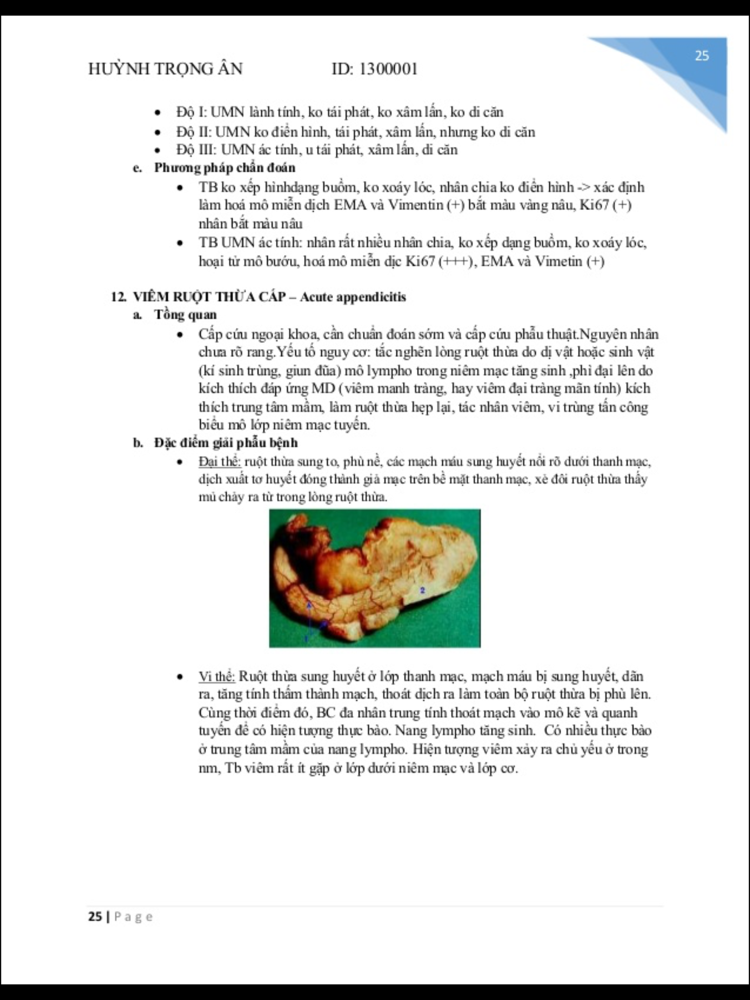 25
HUỲNH TRỌNG ÂN ID: 1300001
• Độ I: UMN lành tính, ko tái phát, ko xâm lấn, ko di căn
• Độ II: UMN ko điển hình, tái phát, xâm lấn, nhưng ko di căn
• Độ III: UMN ác tính, u tái phát, xâm lấn, di căn
e. Phương pháp chẩn đoán
• TB ko xếp hìnhdạng buồm, ko xoáy lóc, nhân chia ko điển hình -> xác định
làm hoá mô miễn dịch EMA và Vimentin (+) bắt màu vàng nâu, Ki67 (+)
nhân bắt màu nâu
• TB UMN ác tính: nhân rất nhiều nhân chia, ko xếp dạng buồm, ko xoáy lóc,
hoại tử mô bướu, hoá mô miễn dịc Ki67 (+++), EMA và Vimetin (+)
12. VIÊM RUỘT THỪA CẤP – Acute appendicitis
a. Tổng quan
• Cấp cứu ngoại khoa, cần chuẩn đoán sớm và cấp cứu phẫu thuật.Nguyên nhân
chưa rõ rang.Yếu tố nguy cơ: tắc nghẽn lòng ruột thừa do dị vật hoặc sinh vật
(kí sinh trùng, giun đũa) mô lympho trong niêm mạc tăng sinh ,phì đại lên do
kích thích đáp ứng MD (viêm manh tràng, hay viêm đại tràng mãn tính) kích
thích trung tâm mầm, làm ruột thừa hẹp lại, tác nhân viêm, vi trùng tấn công
biểu mô lớp niêm mạc tuyến.
b. Đặc điểm giải phẫu bệnh
• Đại thể: ruột thừa sung to, phù nề, các mạch máu sung huyết nổi rõ dưới thanh mạc,
dịch xuất tơ huyết đóng thành giả mạc trên bề mặt thanh mạc, xẻ đôi ruột thừa thấy
mủ chảy ra từ trong lòng ruột thừa.
2
1
• Vi thể: Ruột thừa sung huyết ở lớp thanh mạc, mạch máu bị sung huyết, dãn
ra, tăng tính thấm thành mạch, thoát dịch ra làm toàn bộ ruột thừa bị phù lên.
Cùng thời điểm đó, BC đa nhân trung tính thoát mạch vào mô kẽ và quanh
tuyến để có hiện tượng thực bào. Nang lympho tăng sinh. Có nhiều thực bào
ở trung tâm mầm của nang lympho. Hiện tượng viêm xảy ra chủ yếu ở trong
nm, Tb viêm rất ít gặp ở lớp dưới niêm mạc và lớp cơ.
25 | Page